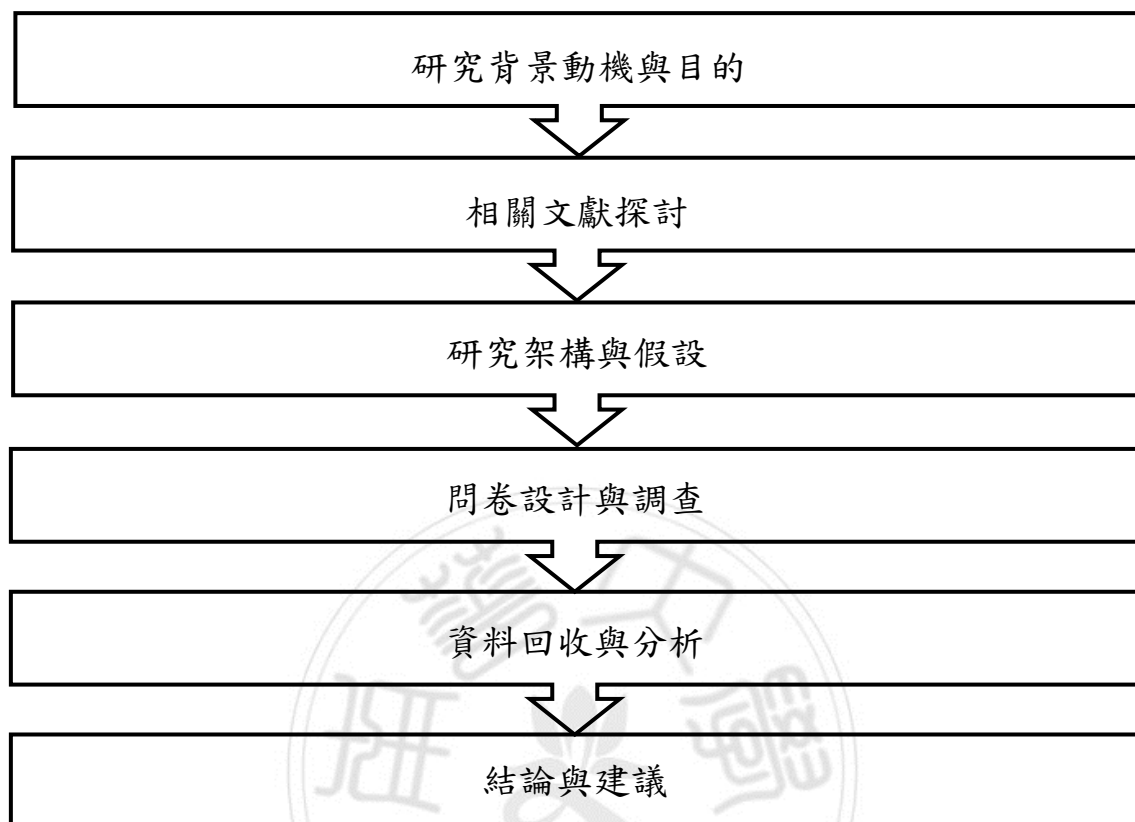 研究背景動機與目的
相關文獻探討
研究架構與假設
問卷設計與調查
資料回收與分析
結論與建議